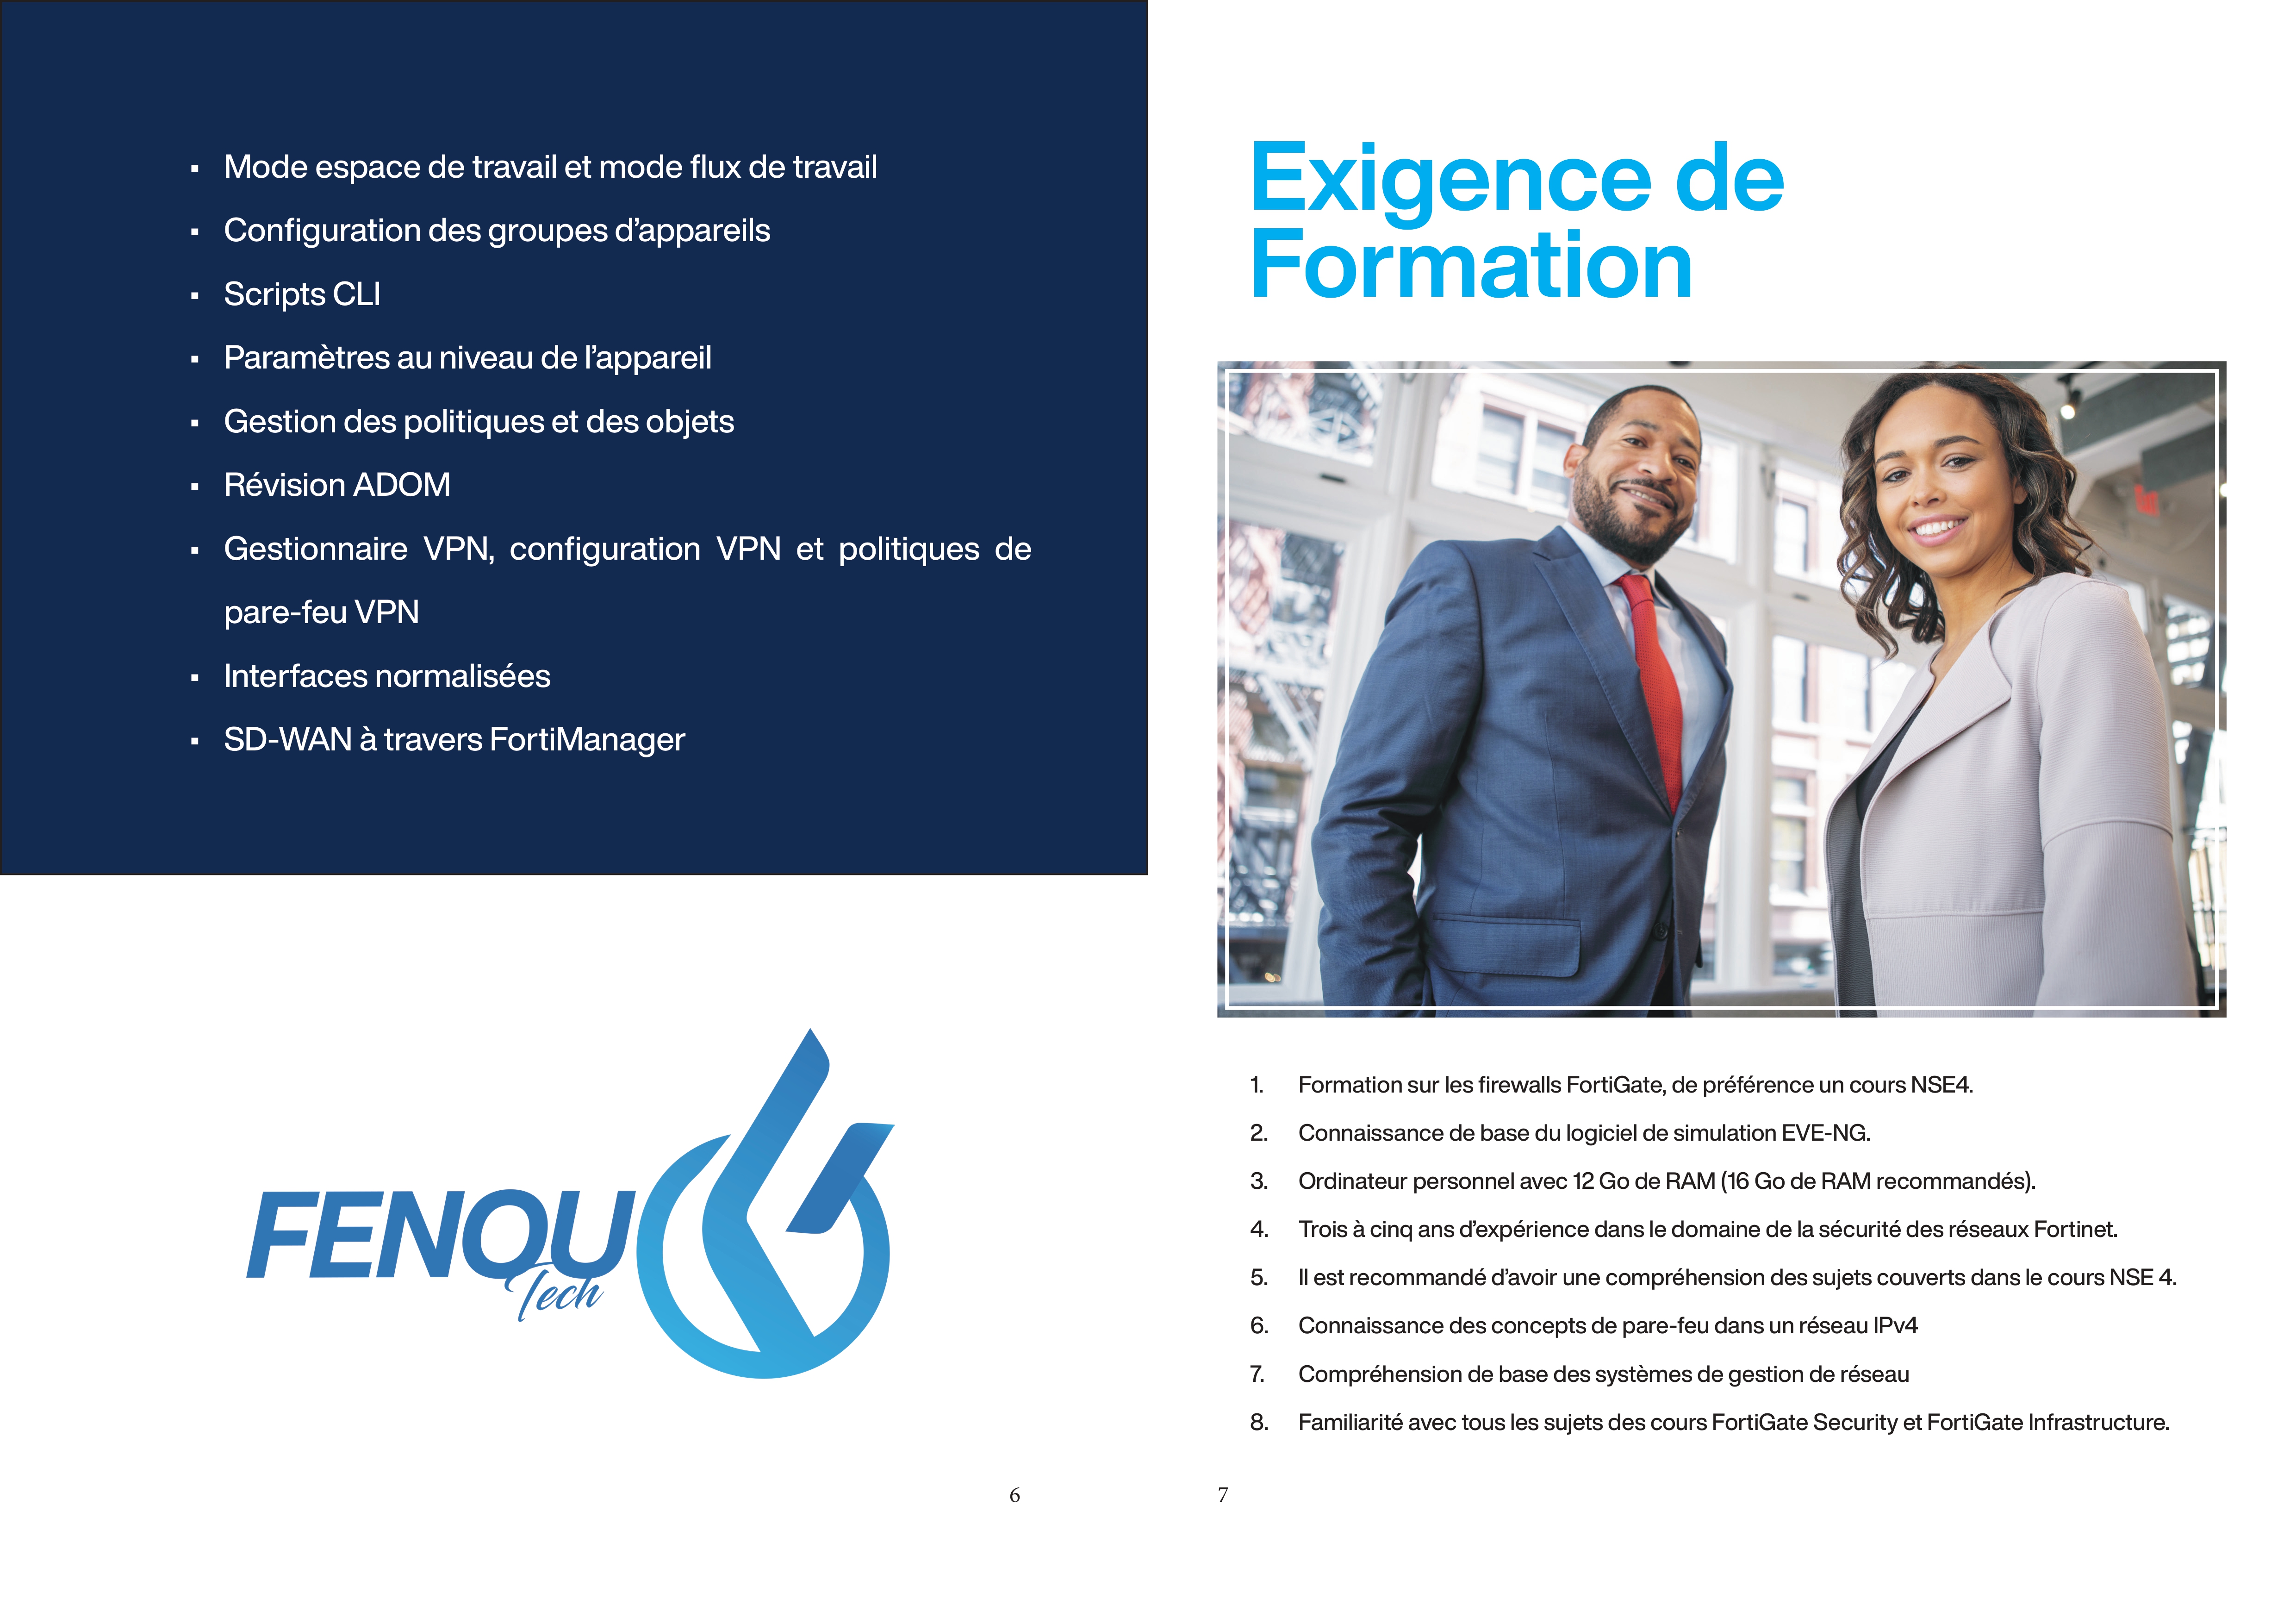 ▪ Mode espace de travail et mode flux de travail
▪ Configuration des groupes d’appareils
▪ Scripts CLI
▪ Paramètres au niveau de l’appareil
▪ Gestion des politiques et des objets
▪ Révision ADOM
▪ Gestionnaire VPN, configuration VPN et politiques de
pare-feu VPN
▪ Interfaces normalisées
▪ SD-WAN à travers FortiManager
FENOU
Tech
6
Exigence de
Formation
1. Formation sur les firewalls FortiGate, de préférence un cours NSE4.
2. Connaissance de base du logiciel de simulation EVE-NG.
3. Ordinateur personnel avec 12 Go de RAM (16 Go de RAM recommandés).
4. Trois à cinq ans d’expérience dans le domaine de la sécurité des réseaux Fortinet.
5. Il est recommandé d’avoir une compréhension des sujets couverts dans le cours NSE 4.
6. Connaissance des concepts de pare-feu dans un réseau IPv4
7. Compréhension de base des systèmes de gestion de réseau
8. Familiarité avec tous les sujets des cours FortiGate Security et FortiGate Infrastructure.
7